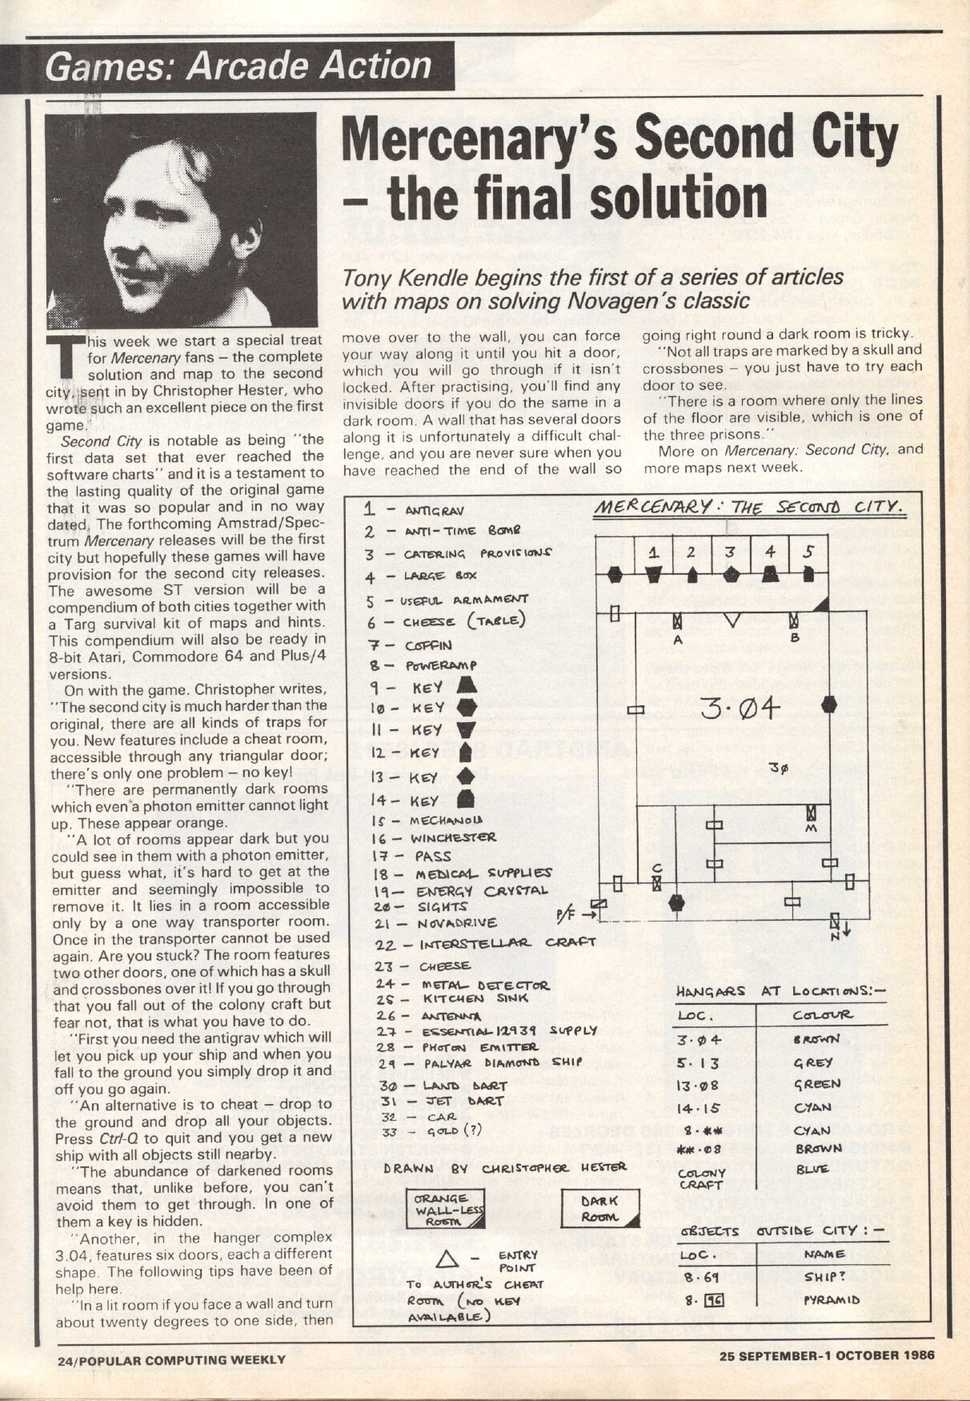 Games: Arcade Action
Mercenary's Second City
– the final solution
Tony Kendle begins the first of a series of articles
with maps on solving Novagen's classic
This week we start a special treat
for Mercenary fans – the complete
solution and map to the second
city, sent in by Christopher Hester, who
wrote such an excellent piece on the first
game.
Second City is notable as being "the
first data set that ever reached the
software charts" and it is a testament to
the lasting quality of the original game
that it was so popular and in no way
dated. The forthcoming Amstrad/Spec-
trum Mercenary releases will be the first
city but hopefully these games will have
provision for the second city releases.
The awesome ST version will be a
compendium of both cities together with
a Targ survival kit of maps and hints.
This compendium will also be ready in
8-bit Atari, Commodore 64 and Plus/4
versions.
On with the game. Christopher writes,
"The second city is much harder than the
original, there are all kinds of traps for
you. New features include a cheat room,
accessible through any triangular door;
there's only one problem – no key!
"There are permanently dark rooms
which even a photon emitter cannot light
up. These appear orange.
"A lot of rooms appear dark but you
could see in them with a photon emitter,
but guess what, it's hard to get at the
emitter and seemingly impossible to
remove it. It lies in a room accessible
only by a one way transporter room.
Once in the transporter cannot be used
again. Are you stuck? The room features
two other doors, one of which has a skull
and crossbones over it! If you go through
that you fall out of the colony craft but
fear not, that is what you have to do.
"First you need the antigrav which will
let you pick up your ship and when you
fall to the ground you simply drop it and
off you go again.
"An alternative is to cheat – drop to
the ground and drop all your objects.
Press Ctrl-Q to quit and you get a new
ship with all objects still nearby.
"The abundance of darkened rooms
means that, unlike before, you can't
avoid them to get through. In one of
them a key is hidden.
"Another, in the hangar complex
3.04, features six doors, each a different
shape. The following tips have been of
help here.
"In a lit room if you face a wall and turn
about twenty degrees to one side, then
move over to the wall, you can force
your way along it until you hit a door,
which you will go through if it isn't
locked. After practising, you'll find any
invisible doors if you do the same in a
dark room. A wall that has several doors
along it is unfortunately a difficult chal-
lenge, and you are never sure when you
have reached the end of the wall so
going right round a dark room is tricky.
"Not all traps are marked by a skull and
crossbones – you just have to try each
door to see.
"There is a room where only the lines
of the floor are visible, which is one of
the three prisons."
More on Mercenary: Second City, and
more maps next week.
1 – ANTIGRAV
2 – ANTI-TIME BOMB
3 – CATERING PROVISIONS
4 – LARGE BOX
5 – USEFUL ARMAMENT
6 – CHEESE (TABLE)
7 – COFFIN
8 – POWERAMP
9 – KEY
10 – KEY
11 – KEY
12 – KEY
13 – KEY
14 – KEY
15 – MECHANOID
16 – WINCHESTER
17 – PASS
18 – MEDICAL SUPPLIES
19 – ENERGY CRYSTAL
20 – SIGHTS
21 – NOVADRIVE
22 – INTERSTELLAR CRAFT
23 – CHEESE
24 – METAL DETECTOR
25 – KITCHEN SINK
26 – ANTENNA
27 – ESSENTIAL 12939 SUPPLY
28 – PHOTON EMITTER
29 – PALYAR DIAMOND SHIP
30 – LAND DART
31 – JET DART
32 – CAR
33 – GOLD (?)
DRAWN BY CHRISTOPHER HESTER
ORANGE
WALL-LESS
ROOM
DARK
ROOM
△ – ENTRY
POINT
TO AUTHOR'S CHEAT
ROOM (NO KEY
AVAILABLE)
MERCENARY: THE SECOND CITY.
1 2 3 4 5
A B
3·04
30
M
C
P/F →
N
HANGARS AT LOCATIONS:–
LOC. COLOUR
3·04 BROWN
5·13 GREY
13·08 GREEN
14·15 CYAN
8·** CYAN
**·08 BROWN
COLONY BLUE
CRAFT
OBJECTS OUTSIDE CITY:–
LOC. NAME
8·69 SHIP?
8·96 PYRAMID
24/POPULAR COMPUTING WEEKLY
25 SEPTEMBER-1 OCTOBER 1986